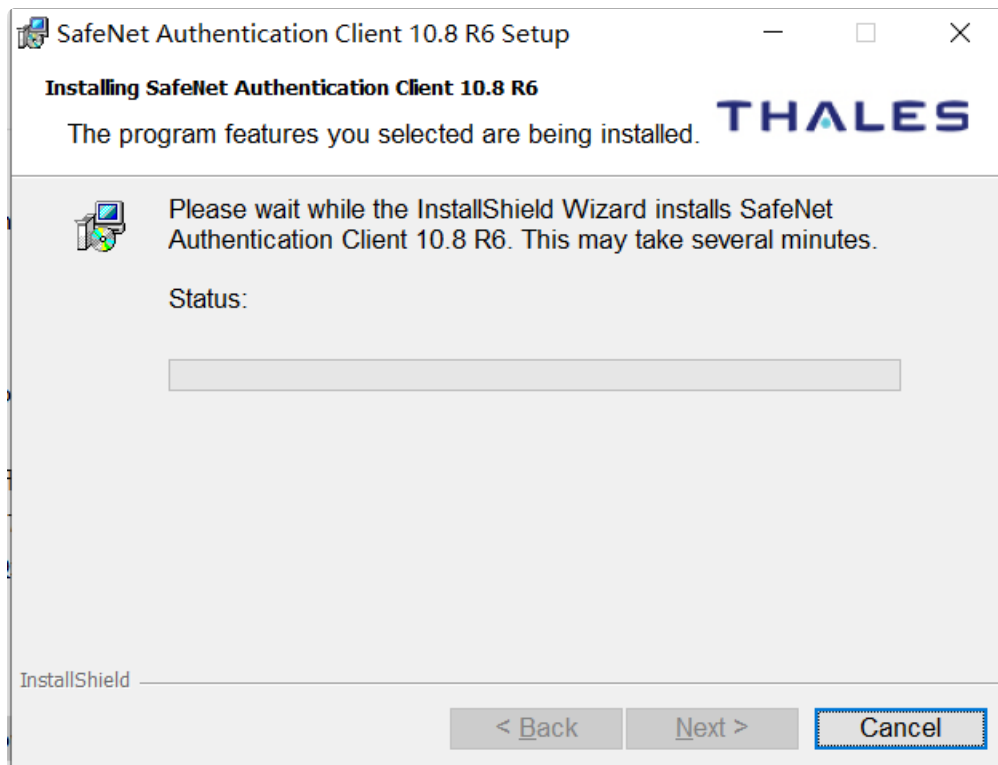 SafeNet Authentication Client 10.8 R6 Setup
Installing SafeNet Authentication Client 10.8 R6
The program features you selected are being installed.
THALES
Please wait while the InstallShield Wizard installs SafeNet
Authentication Client 10.8 R6. This may take several minutes.
Status:
InstallShield
< Back
Next >
Cancel